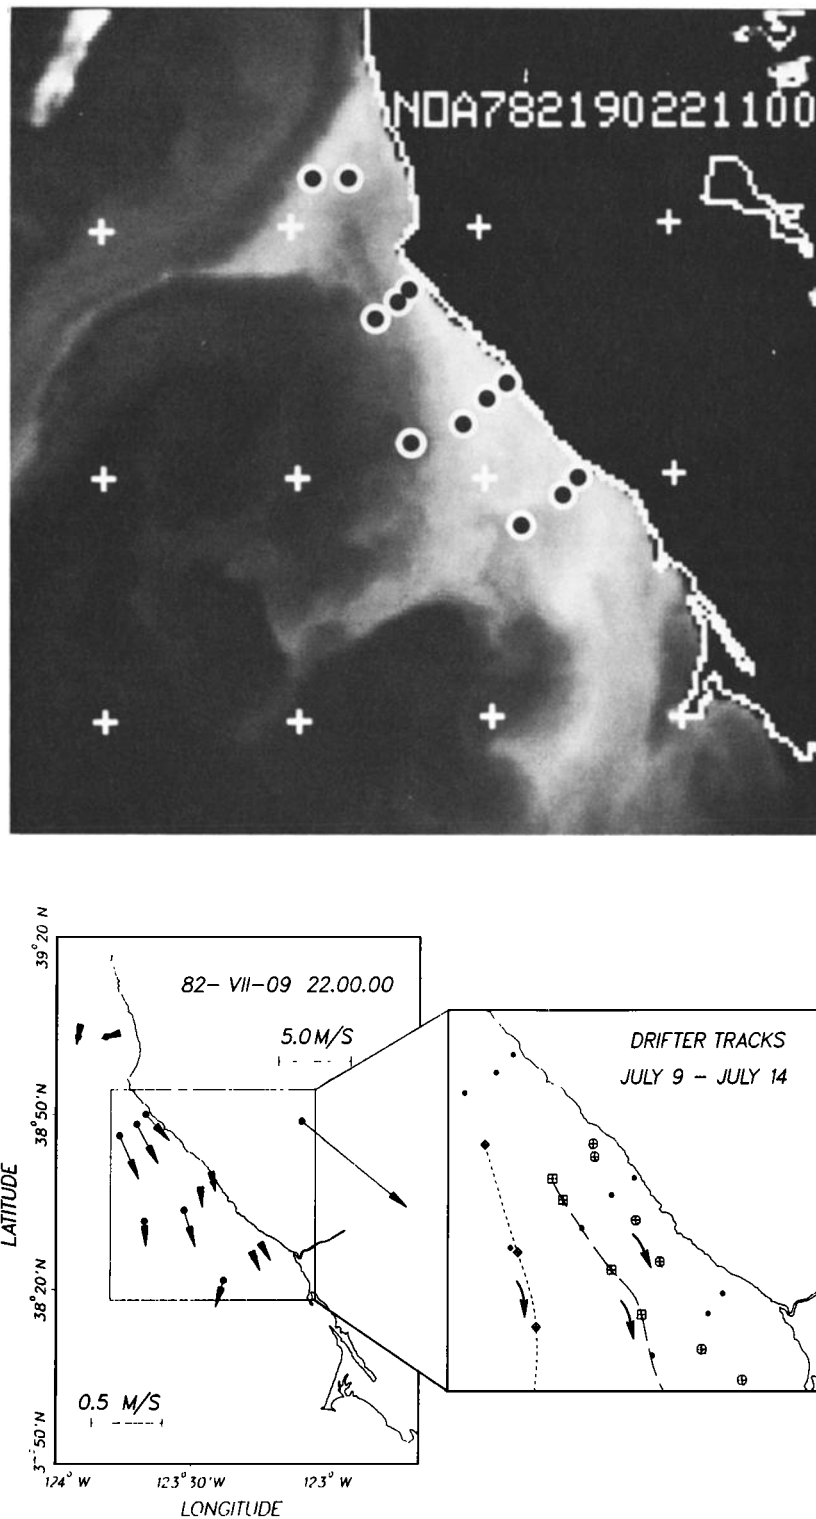 NOA782190221100
39°20'N
82- VII-09 22.00.00
5.0 M/S
DRIFTER TRACKS
JULY 9 - JULY 14
38°50'N
LATITUDE
38°20'N
0.5 M/S
50'N
124°W
123°30'W
123°W
LONGITUDE